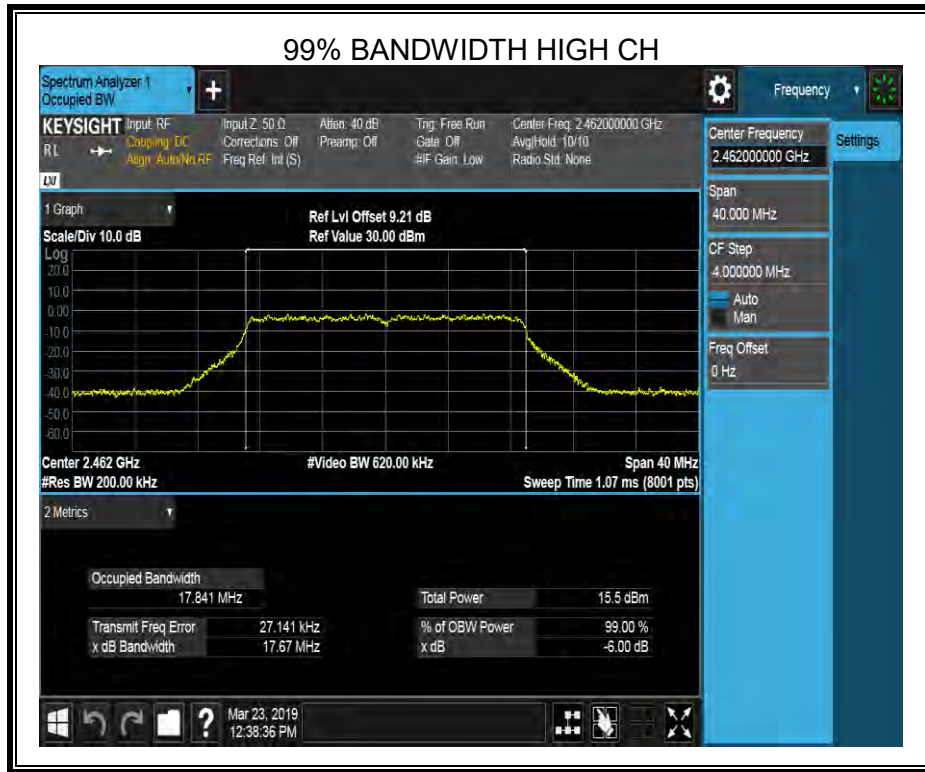 99% BANDWIDTH HIGH CH
Spectrum Analyzer 1
Occupied BW
+
Frequency
KEYSIGHT
RL
LXI
Input: RF
Coupling: DC
Align: Auto/No RF
Input Z: 50 Ω
Corrections: Off
Freq Ref: Int (S)
Atten: 40 dB
Preamp: Off
Trig: Free Run
Gate: Off
#IF Gain: Low
Center Freq: 2.462000000 GHz
Avg|Hold: 10/10
Radio Std: None
Center Frequency
2.462000000 GHz
Settings
Span
40.000 MHz
CF Step
4.000000 MHz
Auto
Man
Freq Offset
0 Hz
1 Graph
Scale/Div 10.0 dB
Ref Lvl Offset 9.21 dB
Ref Value 30.00 dBm
Log
20.0
10.0
0.00
-10.0
-20.0
-30.0
-40.0
-50.0
-60.0
Center 2.462 GHz
#Res BW 200.00 kHz
#Video BW 620.00 kHz
Span 40 MHz
Sweep Time 1.07 ms (8001 pts)
2 Metrics
Occupied Bandwidth
17.841 MHz
Total Power 15.5 dBm
Transmit Freq Error 27.141 kHz
% of OBW Power 99.00 %
x dB Bandwidth 17.67 MHz
x dB -6.00 dB
?
Mar 23, 2019
12:38:36 PM